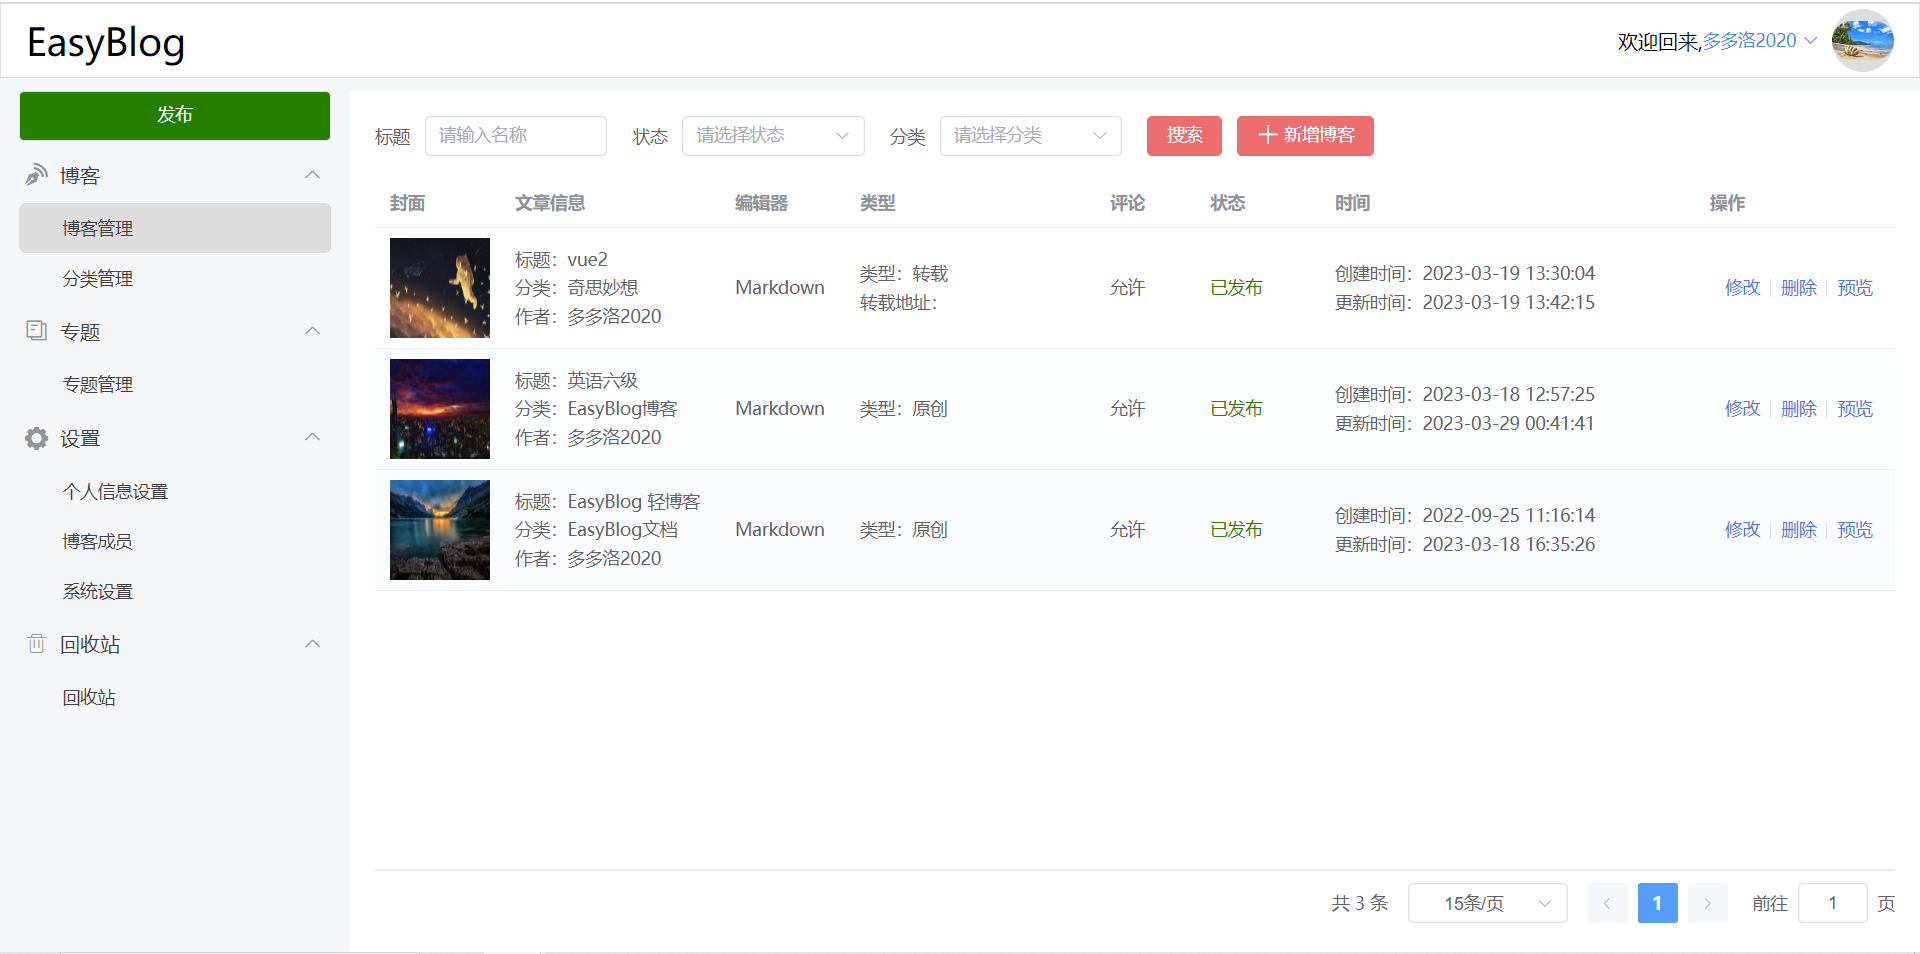 EasyBlog
欢迎回来,多多洛2020
发布
博客
博客管理
分类管理
专题
专题管理
设置
个人信息设置
博客成员
系统设置
回收站
回收站
标题 请输入名称 状态 请选择状态 分类 请选择分类 搜索 新增博客
封面 文章信息 编辑器 类型 评论 状态 时间 操作
标题：vue2
分类：奇思妙想
作者：多多洛2020
Markdown
类型：转载
转载地址：
允许
已发布
创建时间：2023-03-19 13:30:04
更新时间：2023-03-19 13:42:15
修改 删除 预览
标题：英语六级
分类：EasyBlog博客
作者：多多洛2020
Markdown
类型：原创
允许
已发布
创建时间：2023-03-18 12:57:25
更新时间：2023-03-29 00:41:41
修改 删除 预览
标题：EasyBlog 轻博客
分类：EasyBlog文档
作者：多多洛2020
Markdown
类型：原创
允许
已发布
创建时间：2022-09-25 11:16:14
更新时间：2023-03-18 16:35:26
修改 删除 预览
共 3 条 15条/页 1 前往 1 页